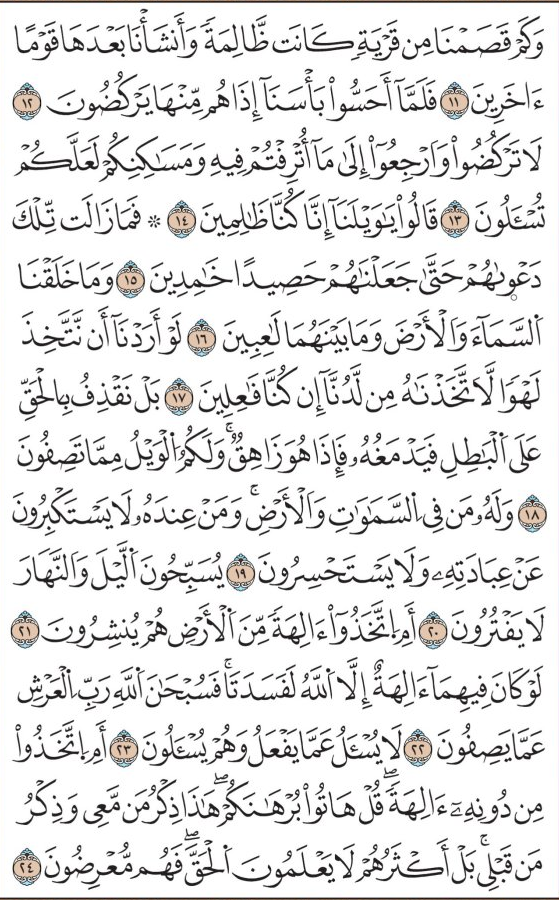 وَكَمْ قَصَمْنَا مِن قَرْيَةٍ كَانَتْ ظَالِمَةً وَأَنشَأْنَا بَعْدَهَا قَوْمًا
ءَاخَرِينَ ١١ فَلَمَّآ أَحَسُّوا۟ بَأْسَنَآ إِذَا هُم مِّنْهَا يَرْكُضُونَ ١٢
لَا تَرْكُضُوا۟ وَٱرْجِعُوٓا۟ إِلَىٰ مَآ أُتْرِفْتُمْ فِيهِ وَمَسَـٰكِنِكُمْ لَعَلَّكُمْ
تُسْـَٔلُونَ ١٣ قَالُوا۟ يَـٰوَيْلَنَآ إِنَّا كُنَّا ظَـٰلِمِينَ ١٤ ۞ فَمَا زَالَت تِّلْكَ
دَعْوَىٰهُمْ حَتَّىٰ جَعَلْنَـٰهُمْ حَصِيدًا خَـٰمِدِينَ ١٥ وَمَا خَلَقْنَا
ٱلسَّمَآءَ وَٱلْأَرْضَ وَمَا بَيْنَهُمَا لَـٰعِبِينَ ١٦ لَوْ أَرَدْنَآ أَن نَّتَّخِذَ
لَهْوًا لَّٱتَّخَذْنَـٰهُ مِن لَّدُنَّآ إِن كُنَّا فَـٰعِلِينَ ١٧ بَلْ نَقْذِفُ بِٱلْحَقِّ
عَلَى ٱلْبَـٰطِلِ فَيَدْمَغُهُۥ فَإِذَا هُوَ زَاهِقٌ ۚ وَلَكُمُ ٱلْوَيْلُ مِمَّا تَصِفُونَ
١٨ وَلَهُۥ مَن فِى ٱلسَّمَـٰوَٰتِ وَٱلْأَرْضِ ۚ وَمَنْ عِندَهُۥ لَا يَسْتَكْبِرُونَ
عَنْ عِبَادَتِهِۦ وَلَا يَسْتَحْسِرُونَ ١٩ يُسَبِّحُونَ ٱلَّيْلَ وَٱلنَّهَارَ
لَا يَفْتُرُونَ ٢٠ أَمِ ٱتَّخَذُوٓا۟ ءَالِهَةً مِّنَ ٱلْأَرْضِ هُمْ يُنشِرُونَ ٢١
لَوْ كَانَ فِيهِمَآ ءَالِهَةٌ إِلَّا ٱللَّهُ لَفَسَدَتَا ۚ فَسُبْحَـٰنَ ٱللَّهِ رَبِّ ٱلْعَرْشِ
عَمَّا يَصِفُونَ ٢٢ لَا يُسْـَٔلُ عَمَّا يَفْعَلُ وَهُمْ يُسْـَٔلُونَ ٢٣ أَمِ ٱتَّخَذُوا۟
مِن دُونِهِۦٓ ءَالِهَةً ۖ قُلْ هَاتُوا۟ بُرْهَـٰنَكُمْ ۖ هَـٰذَا ذِكْرُ مَن مَّعِىَ وَذِكْرُ
مَن قَبْلِى ۗ بَلْ أَكْثَرُهُمْ لَا يَعْلَمُونَ ٱلْحَقَّ ۖ فَهُم مُّعْرِضُونَ ٢٤